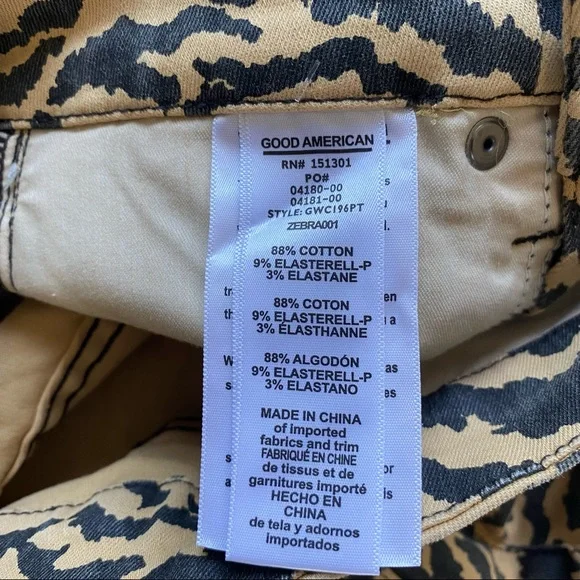 GOOD AMERICAN
RN# 151301
PO#
04180-00
04181-00
STYLE: GWC196PT
ZEBRA001
88% COTTON
9% ELASTERELL-P
3% ELASTANE
88% COTON
9% ELASTERELL-P
3% ÉLASTHANNE
88% ALGODÓN
9% ELASTERELL-P
3% ELASTANO
MADE IN CHINA
of imported
fabrics and trim
FABRIQUÉ EN CHINE
de tissus et de
garnitures importé
HECHO EN
CHINA
de tela y adornos
importados